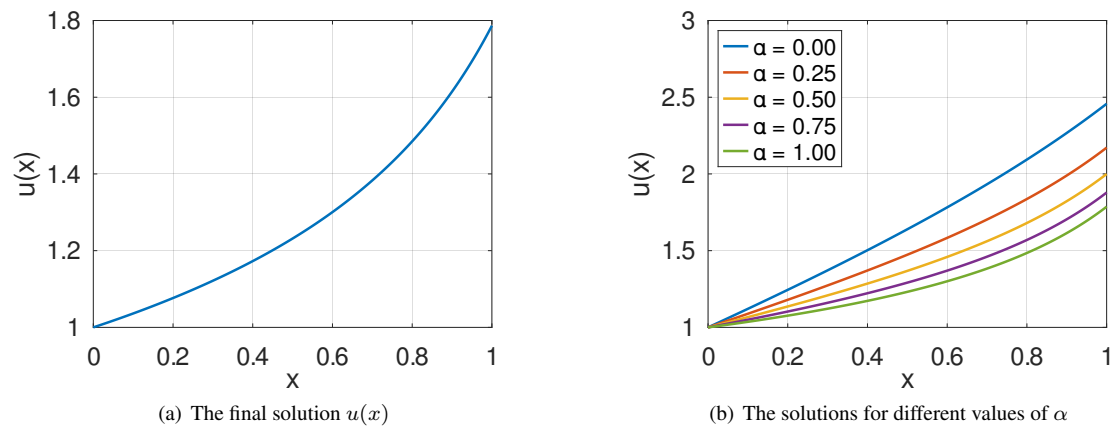 1.8
1.6
1.4
1.2
1
u(x)
0
0.2
0.4
0.6
0.8
1
x
(a) The final solution u(x)
3
2.5
2
1.5
1
u(x)
α = 0.00
α = 0.25
α = 0.50
α = 0.75
α = 1.00
0
0.2
0.4
0.6
0.8
1
x
(b) The solutions for different values of α